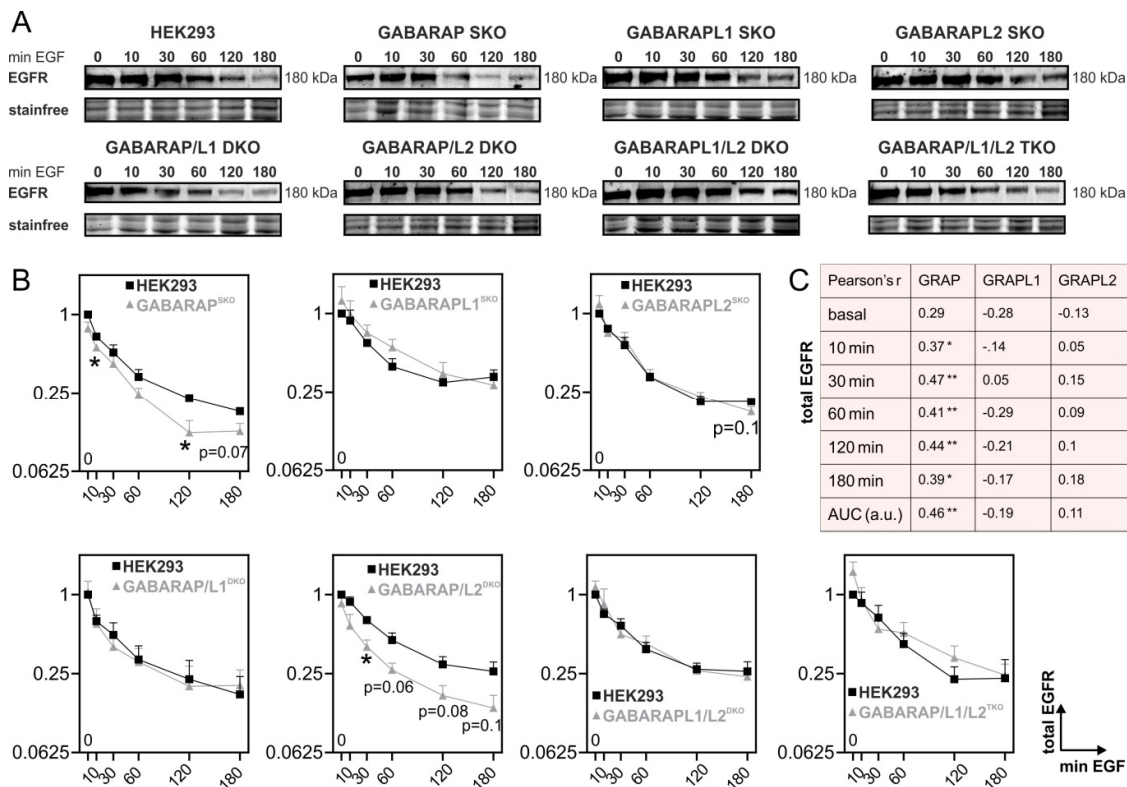 A
HEK293 GABARAP SKO GABARAPL1 SKO GABARAPL2 SKO
min EGF 0 10 30 60 120 180 0 10 30 60 120 180 0 10 30 60 120 180 0 10 30 60 120 180
EGFR 180 kDa 180 kDa 180 kDa 180 kDa
stainfree
GABARAP/L1 DKO GABARAP/L2 DKO GABARAPL1/L2 DKO GABARAP/L1/L2 TKO
min EGF 0 10 30 60 120 180 0 10 30 60 120 180 0 10 30 60 120 180 0 10 30 60 120 180
EGFR 180 kDa 180 kDa 180 kDa 180 kDa
stainfree
B
HEK293
GABARAPSKO
1
0.25
0.0625
*
*
p=0.07
0
10 30 60 120 180
HEK293
GABARAPL1SKO
1
0.25
0.0625
0
10 30 60 120 180
HEK293
GABARAPL2SKO
1
0.25
0.0625
p=0.1
0
10 30 60 120 180
C
total EGFR
Pearson's r GRAP GRAPL1 GRAPL2
basal 0.29 -0.28 -0.13
10 min 0.37 * -.14 0.05
30 min 0.47 ** 0.05 0.15
60 min 0.41 ** -0.29 0.09
120 min 0.44 ** -0.21 0.1
180 min 0.39 * -0.17 0.18
AUC (a.u.) 0.46 ** -0.19 0.11
HEK293
GABARAP/L1DKO
1
0.25
0.0625
0
10 30 60 120 180
HEK293
GABARAP/L2DKO
1
0.25
0.0625
*
p=0.06
p=0.08
p=0.1
0
10 30 60 120 180
1
0.25
0.0625
HEK293
GABARAPL1/L2DKO
0
10 30 60 120 180
1
0.25
0.0625
HEK293
GABARAP/L1/L2TKO
0
10 30 60 120 180
total EGFR
min EGF